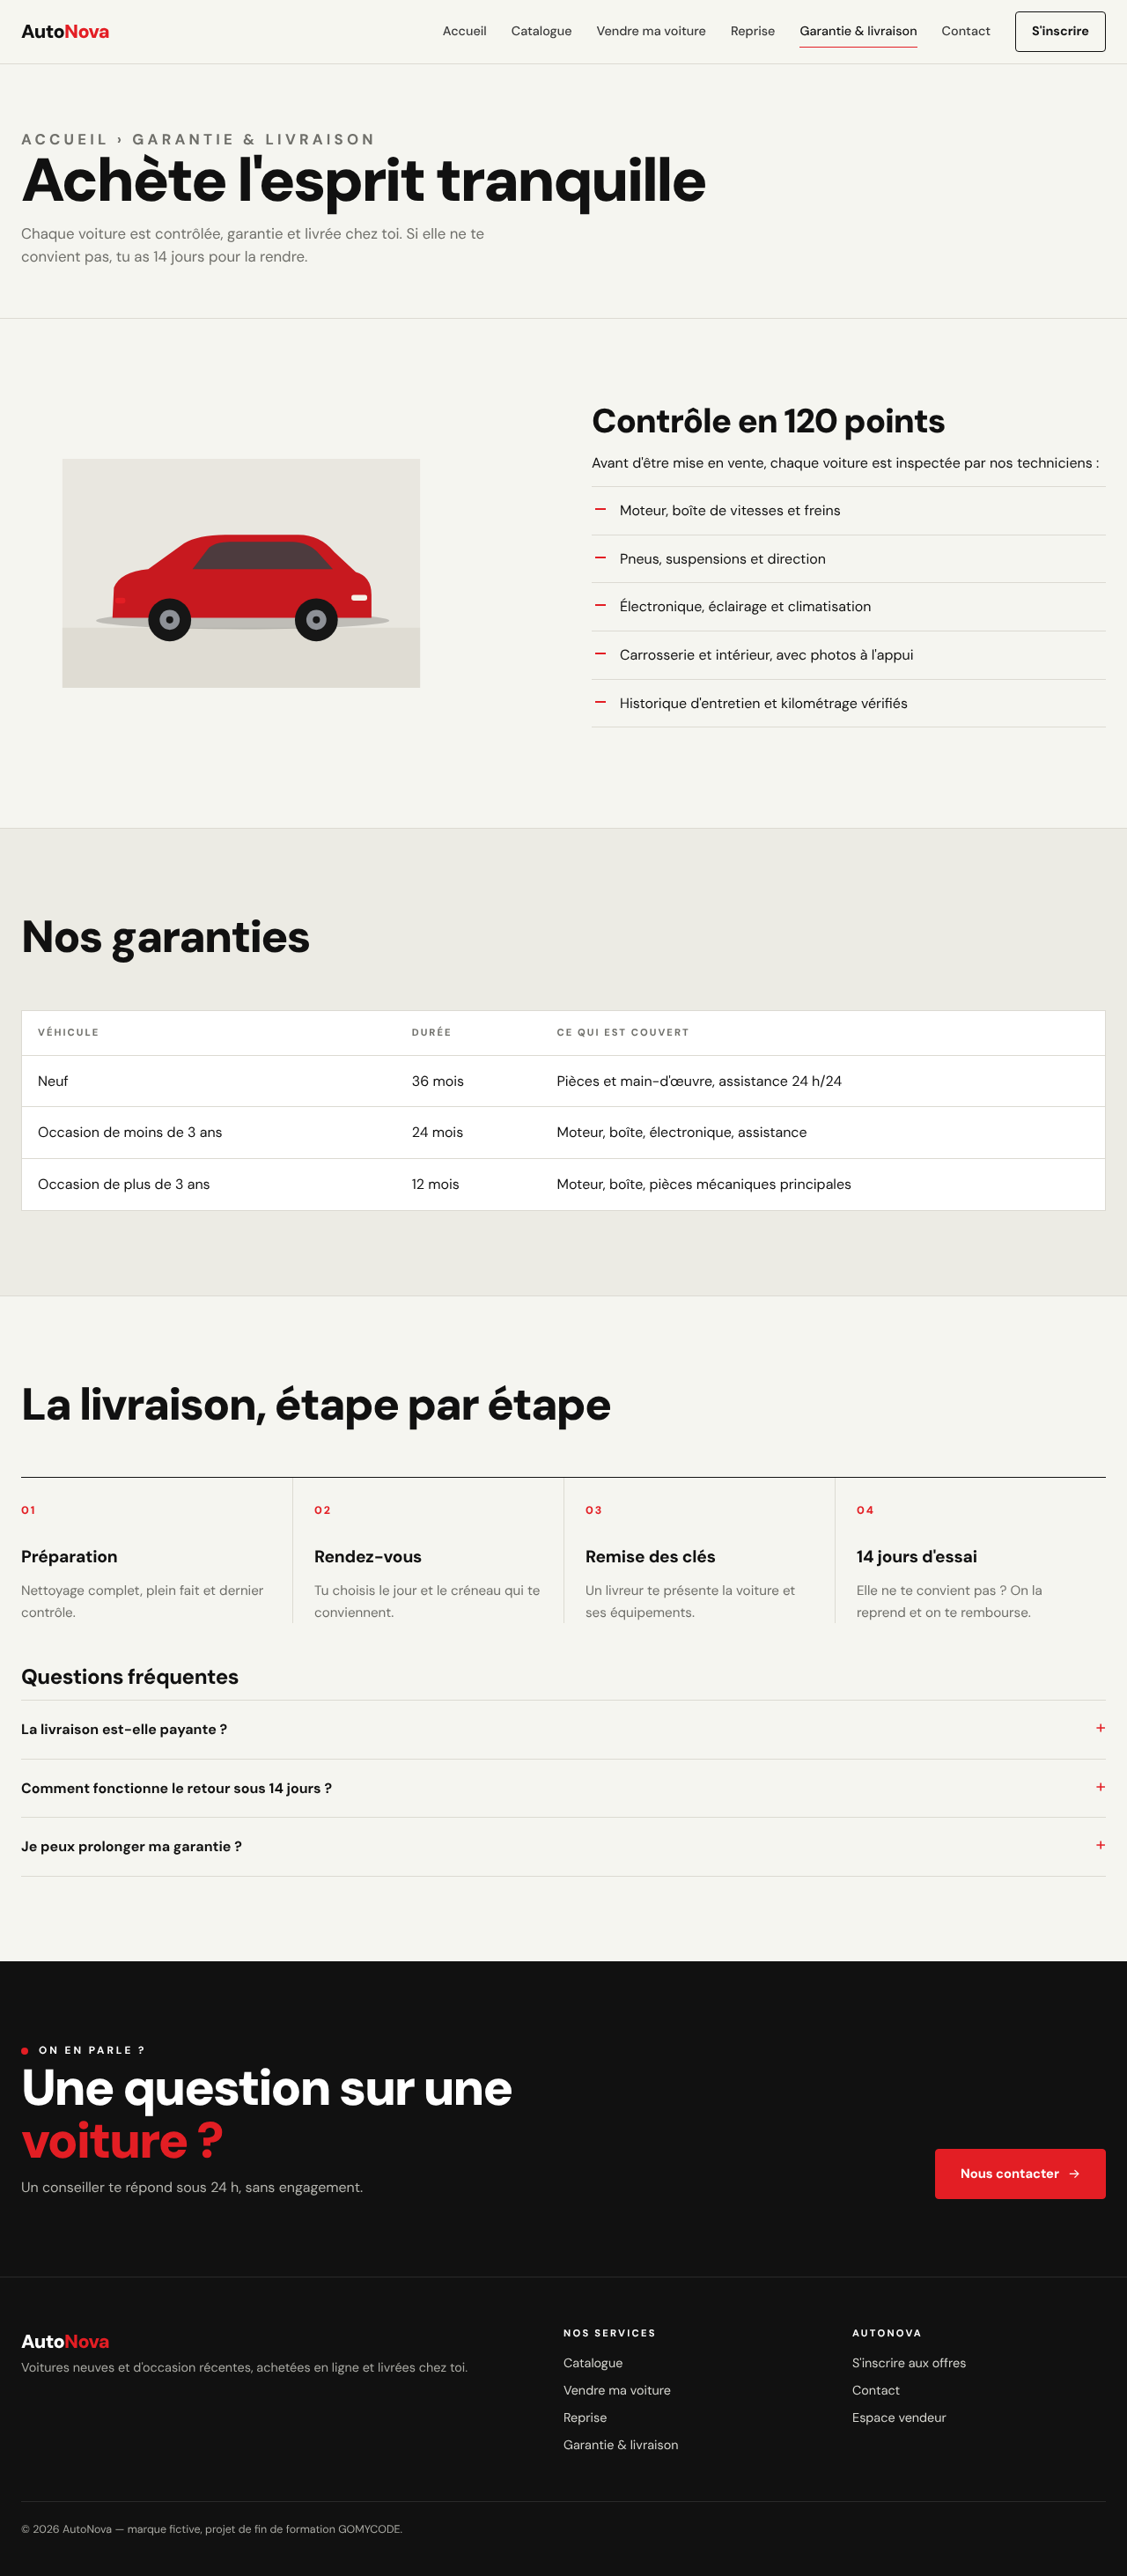 AutoNova
Accueil
Catalogue
Vendre ma voiture
Reprise
Garantie & livraison
Contact
S'inscrire
ACCUEIL › GARANTIE & LIVRAISON
Achète l'esprit tranquille
Chaque voiture est contrôlée, garantie et livrée chez toi. Si elle ne te
convient pas, tu as 14 jours pour la rendre.
Contrôle en 120 points
Avant d'être mise en vente, chaque voiture est inspectée par nos techniciens :
Moteur, boîte de vitesses et freins
Pneus, suspensions et direction
Électronique, éclairage et climatisation
Carrosserie et intérieur, avec photos à l'appui
Historique d'entretien et kilométrage vérifiés
Nos garanties
VÉHICULE DURÉE CE QUI EST COUVERT
Neuf 36 mois Pièces et main-d'œuvre, assistance 24 h/24
Occasion de moins de 3 ans 24 mois Moteur, boîte, électronique, assistance
Occasion de plus de 3 ans 12 mois Moteur, boîte, pièces mécaniques principales
La livraison, étape par étape
01
Préparation
Nettoyage complet, plein fait et dernier
contrôle.
02
Rendez-vous
Tu choisis le jour et le créneau qui te
conviennent.
03
Remise des clés
Un livreur te présente la voiture et
ses équipements.
04
14 jours d'essai
Elle ne te convient pas ? On la
reprend et on te rembourse.
Questions fréquentes
La livraison est-elle payante ? +
Comment fonctionne le retour sous 14 jours ? +
Je peux prolonger ma garantie ? +
ON EN PARLE ?
Une question sur une
voiture ?
Un conseiller te répond sous 24 h, sans engagement.
Nous contacter →
AutoNova
Voitures neuves et d'occasion récentes, achetées en ligne et livrées chez toi.
NOS SERVICES
Catalogue
Vendre ma voiture
Reprise
Garantie & livraison
AUTONOVA
S'inscrire aux offres
Contact
Espace vendeur
© 2026 AutoNova — marque fictive, projet de fin de formation GOMYCODE.